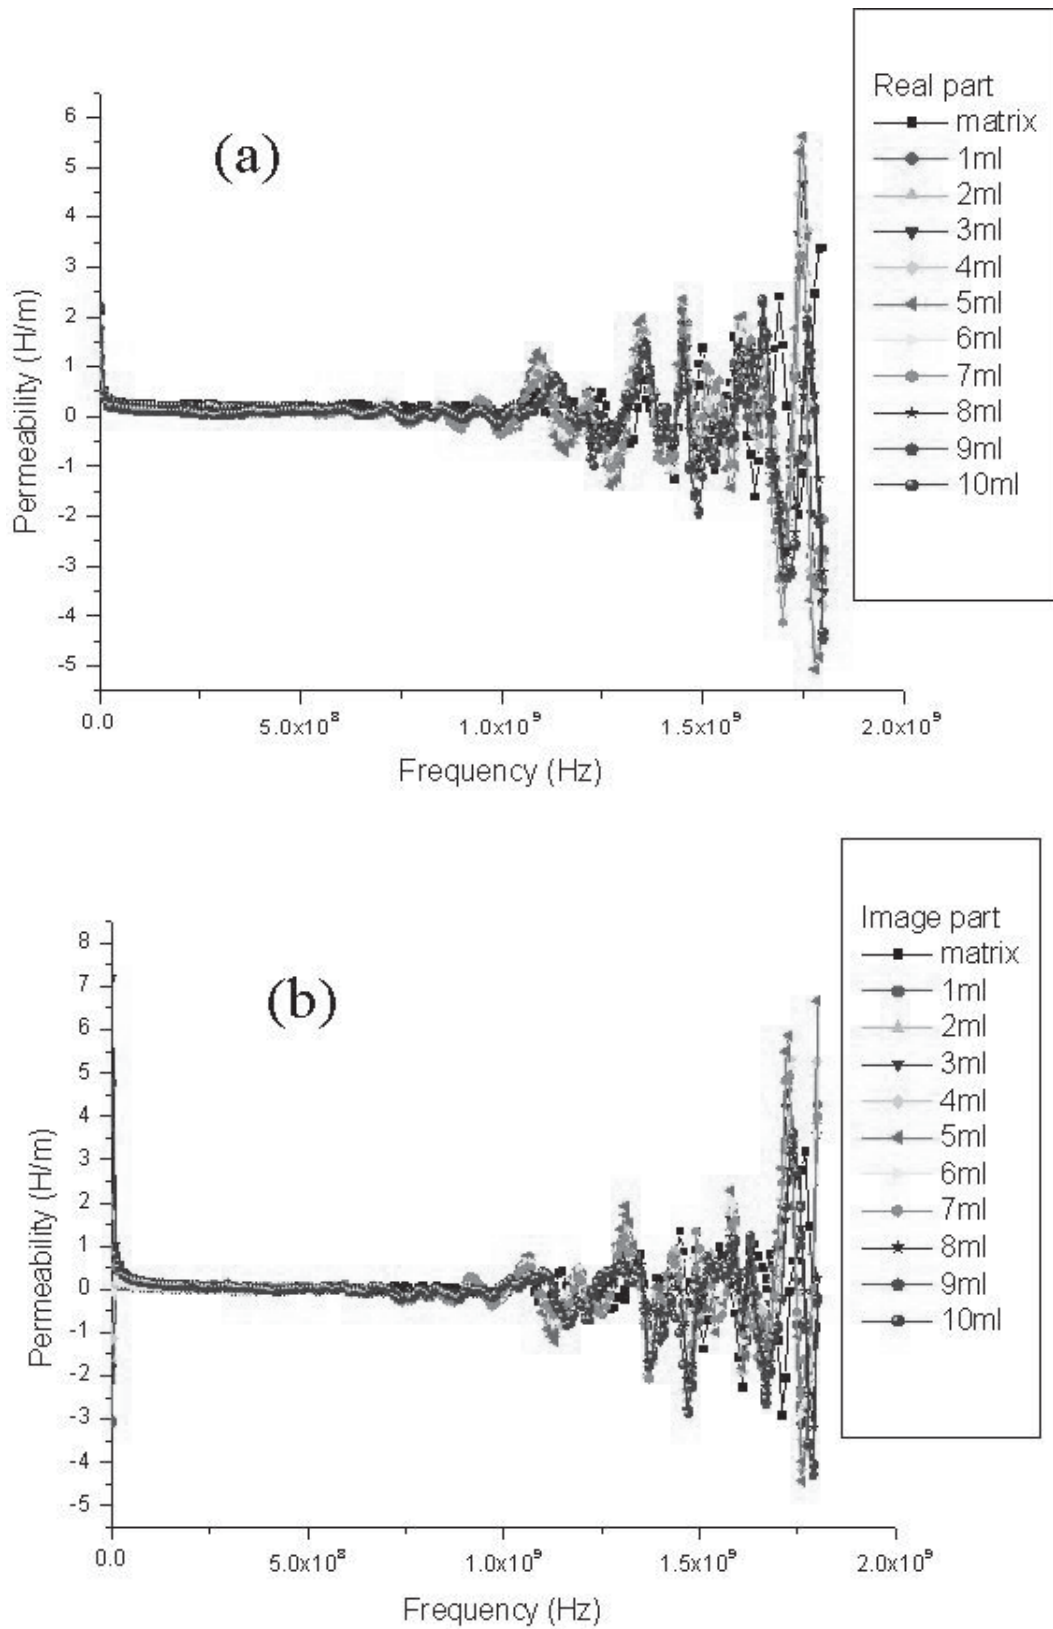 (a)
Real part
matrix
1ml
2ml
3ml
4ml
5ml
6ml
7ml
8ml
9ml
10ml
6
5
4
3
2
1
0
-1
-2
-3
-4
-5
Permeability (H/m)
0.0
5.0x10⁸
1.0x10⁹
1.5x10⁹
2.0x10⁹
Frequency (Hz)
(b)
Image part
matrix
1ml
2ml
3ml
4ml
5ml
6ml
7ml
8ml
9ml
10ml
8
7
6
5
4
3
2
1
0
-1
-2
-3
-4
-5
Permeability (H/m)
0.0
5.0x10⁸
1.0x10⁹
1.5x10⁹
2.0x10⁹
Frequency (Hz)